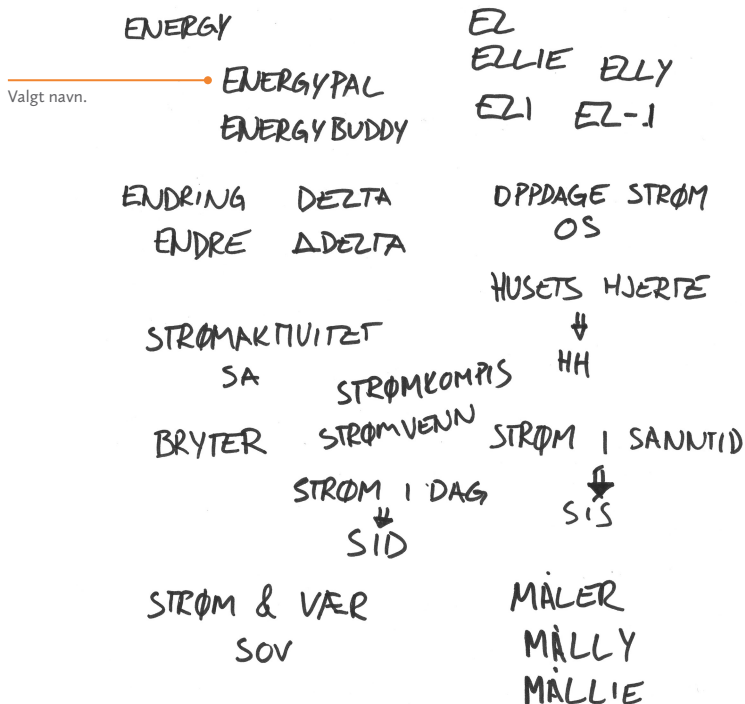 ENERGY
Valgt navn.
ENERGYPAL
ENERGYBUDDY
EL
ELLIE ELLY
EL1 EL-.1
ENDRING DELTA
ENDRE ΔDELTA
OPPDAGE STRØM
OS
HUSETS HJERTE
⇓
HH
STRØMAKTIVITET
SA
STRØMKOMPIS
BRYTER STRØMVENN
STRØM I SANNTID
⇓
SIS
STRØM I DAG
⇓
SID
STRØM & VÆR
SOV
MÅLER
MÅLLY
MÅLLIE